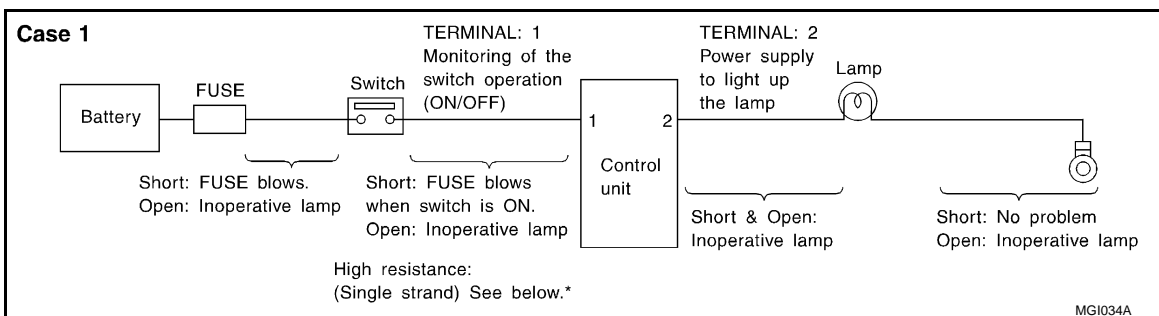 Case 1
Battery
FUSE
Switch
TERMINAL: 1
Monitoring of the
switch operation
(ON/OFF)
1
2
Control
unit
TERMINAL: 2
Power supply
to light up
the lamp
Lamp
Short: FUSE blows.
Open: Inoperative lamp
Short: FUSE blows
when switch is ON.
Open: Inoperative lamp
High resistance:
(Single strand) See below.*
Short & Open:
Inoperative lamp
Short: No problem
Open: Inoperative lamp
MGI034A